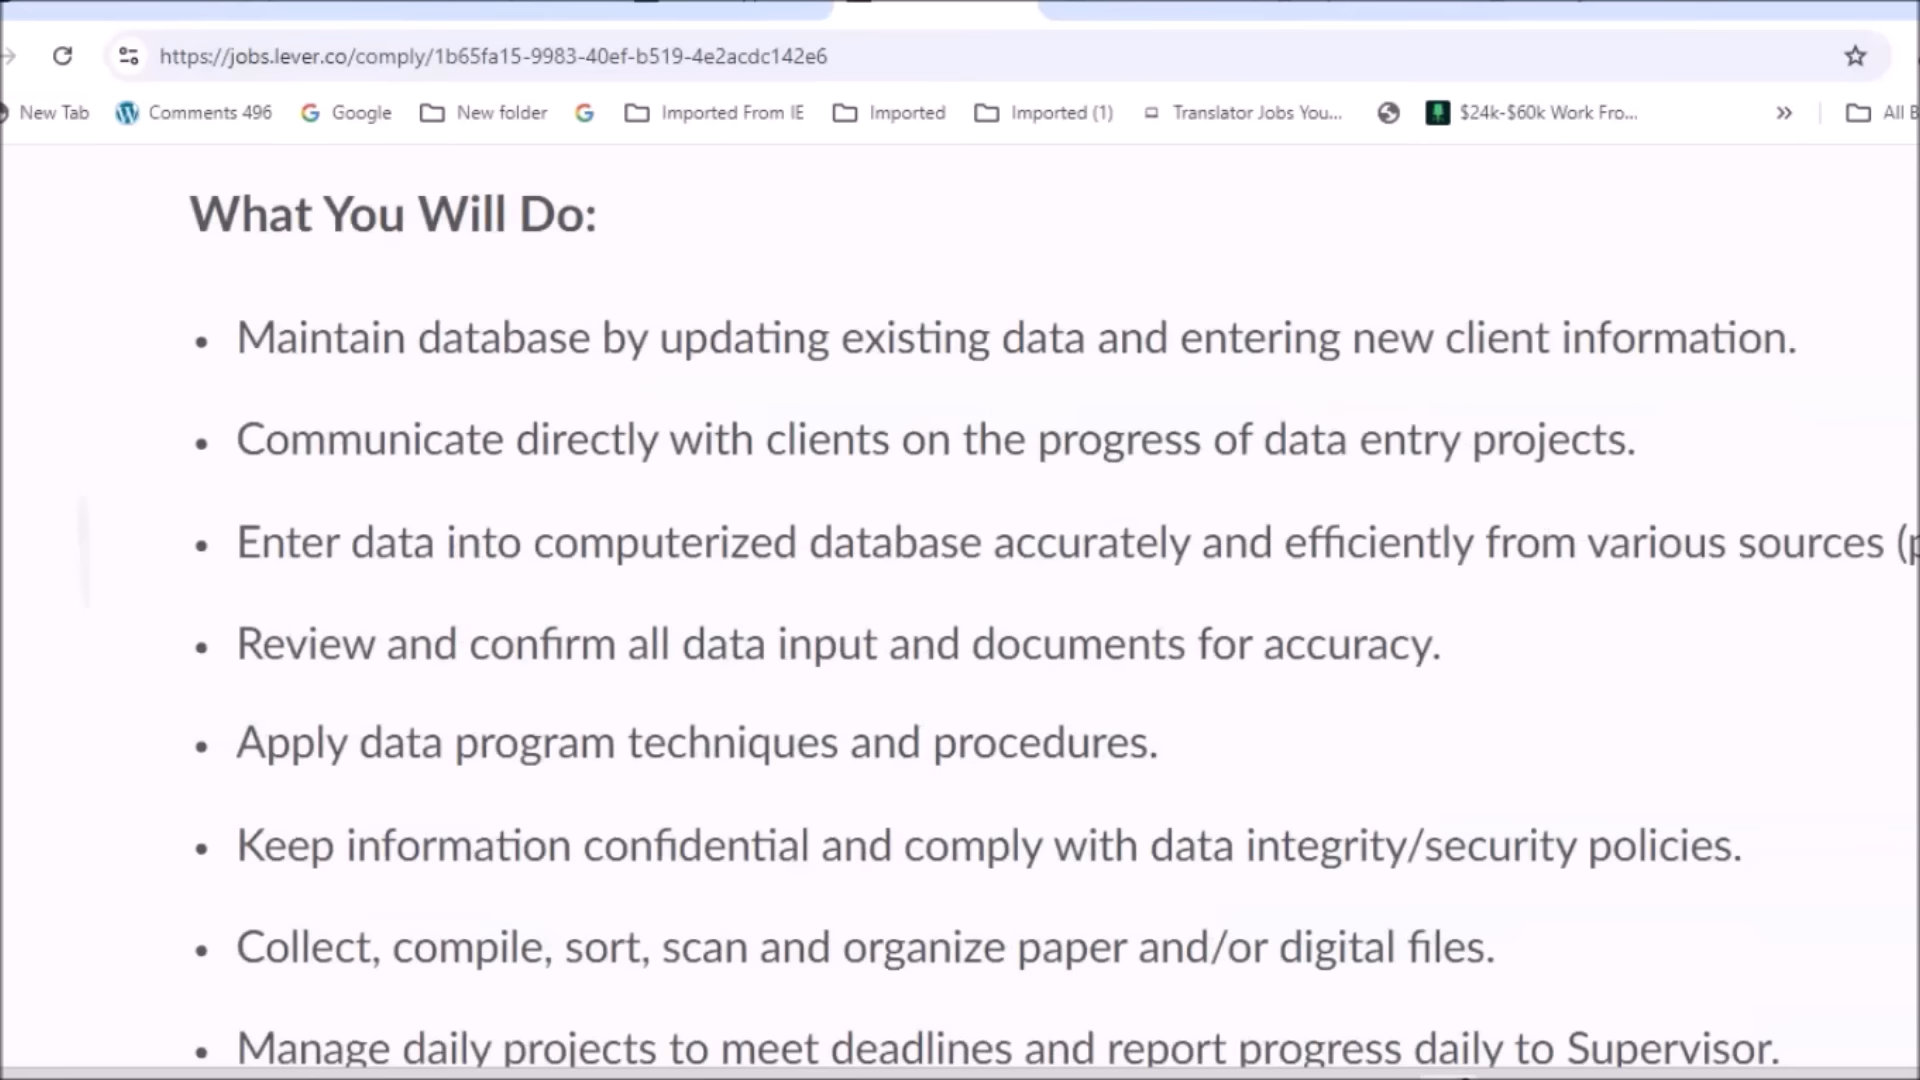 https://jobs.lever.co/comply/1b65fa15-9983-40ef-b519-4e2acdc142e6
New Tab Comments 496 Google New folder Imported From IE Imported Imported (1) Translator Jobs You... $24k-$60k Work Fro... » All
What You Will Do:
• Maintain database by updating existing data and entering new client information.
• Communicate directly with clients on the progress of data entry projects.
• Enter data into computerized database accurately and efficiently from various sources (
• Review and confirm all data input and documents for accuracy.
• Apply data program techniques and procedures.
• Keep information confidential and comply with data integrity/security policies.
• Collect, compile, sort, scan and organize paper and/or digital files.
• Manage daily projects to meet deadlines and report progress daily to Supervisor.